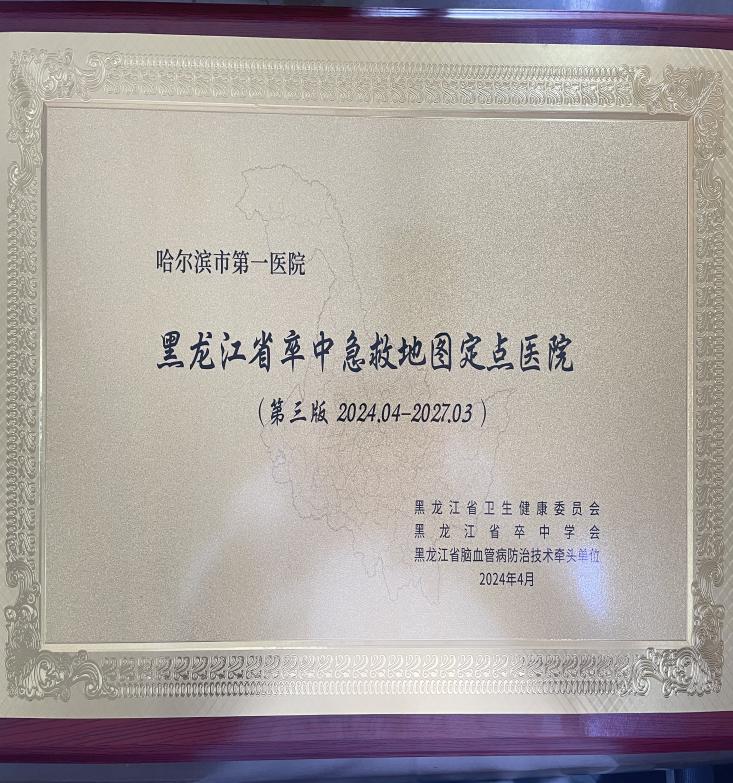 哈尔滨市第一医院
黑龙江省卒中急救地图定点医院
（第三版 2024.04-2027.03）
黑龙江省卫生健康委员会
黑龙江省卒中学会
黑龙江省脑血管病防治技术牵头单位
2024年4月